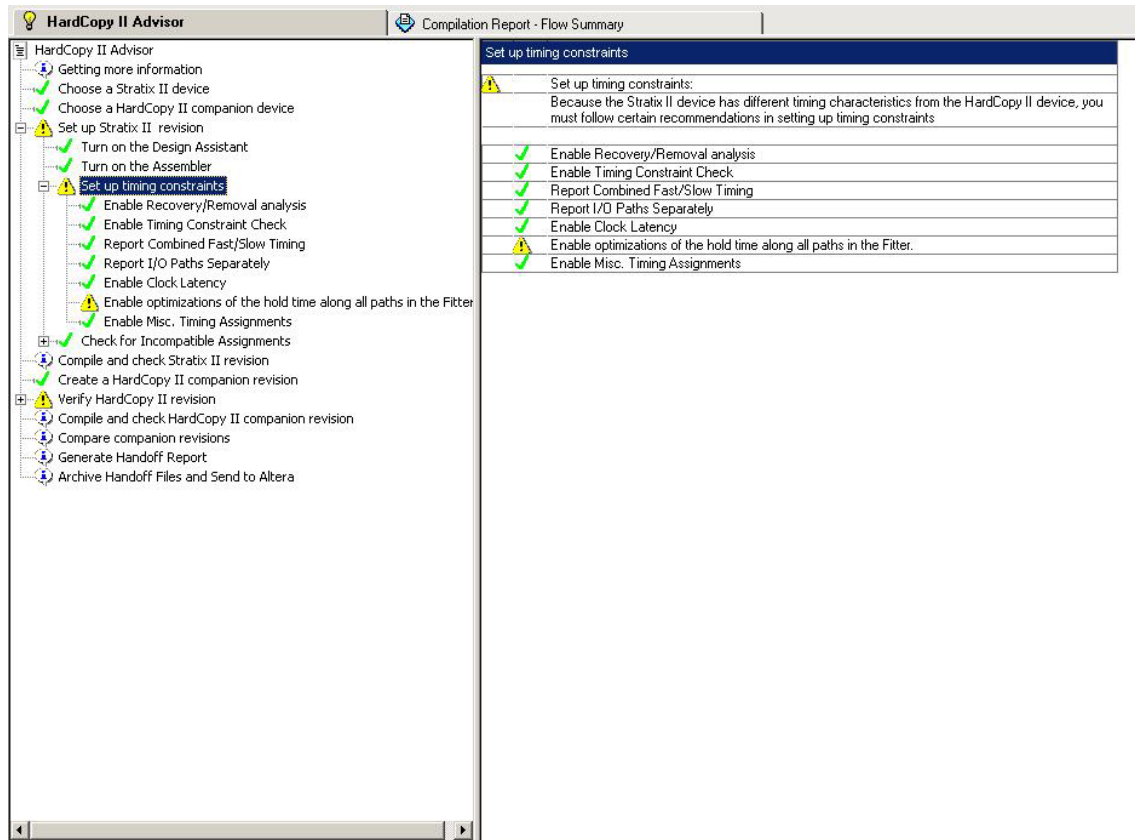 HardCopy II Advisor
Compilation Report - Flow Summary
HardCopy II Advisor
Getting more information
Choose a Stratix II device
Choose a HardCopy II companion device
Set up Stratix II revision
Turn on the Design Assistant
Turn on the Assembler
Set up timing constraints
Enable Recovery/Removal analysis
Enable Timing Constraint Check
Report Combined Fast/Slow Timing
Report I/O Paths Separately
Enable Clock Latency
Enable optimizations of the hold time along all paths in the Fitter
Enable Misc. Timing Assignments
Check for Incompatible Assignments
Compile and check Stratix II revision
Create a HardCopy II companion revision
Verify HardCopy II revision
Compile and check HardCopy II companion revision
Compare companion revisions
Generate Handoff Report
Archive Handoff Files and Send to Altera
Set up timing constraints
Set up timing constraints:
Because the Stratix II device has different timing characteristics from the HardCopy II device, you
must follow certain recommendations in setting up timing constraints
Enable Recovery/Removal analysis
Enable Timing Constraint Check
Report Combined Fast/Slow Timing
Report I/O Paths Separately
Enable Clock Latency
Enable optimizations of the hold time along all paths in the Fitter.
Enable Misc. Timing Assignments